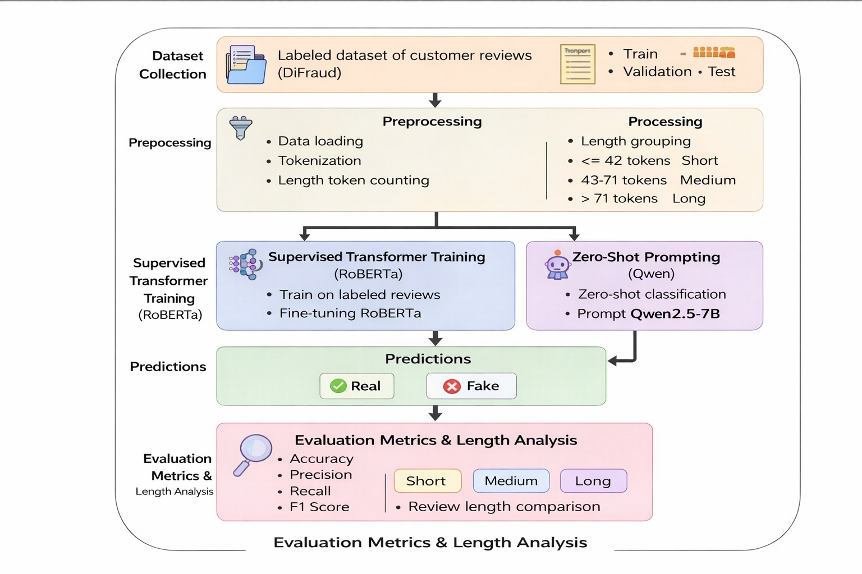 Dataset
Collection
Labeled dataset of customer reviews
(DiFraud)
• Train
• Validation • Test
Prepocessing
Preprocessing
• Data loading
• Tokenization
• Length token counting
Processing
• Length grouping
• <= 42 tokens Short
• 43-71 tokens Medium
• > 71 tokens Long
Supervised
Transformer
Training
(RoBERTa)
Supervised Transformer Training
(RoBERTa)
• Train on labeled reviews
• Fine-tuning RoBERTa
Zero-Shot Prompting
(Qwen)
• Zero-shot classification
• Prompt Qwen2.5-7B
Predictions
Predictions
Real
Fake
Evaluation
Metrics &
Length Analysis
Evaluation Metrics & Length Analysis
• Accuracy
• Precision
• Recall
• F1 Score
Short
Medium
Long
• Review length comparison
Evaluation Metrics & Length Analysis